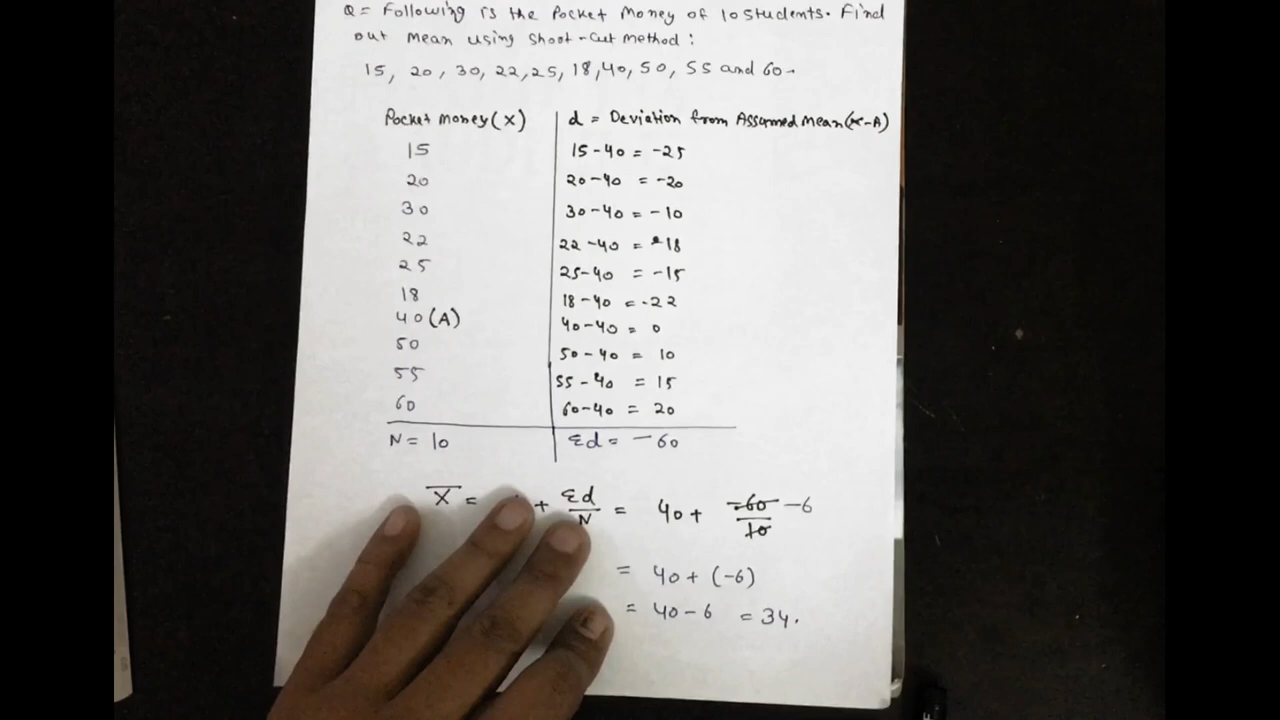 Q = Following is the Pocket Money of 10 Students. Find
out Mean using Shoot-Cut Method :
15, 20, 30, 22, 25, 18, 40, 50, 55 and 60.
Pocket Money (X) d = Deviation from Assumed Mean (x-A)
15 15-40 = -25
20 20-40 = -20
30 30-40 = -10
22 22-40 = -18
25 25-40 = -15
18 18-40 = -22
40 (A) 40-40 = 0
50 50-40 = 10
55 55-40 = 15
60 60-40 = 20
N = 10 Σd = -60
X̅ = + Σd/N = 40 + -60/10 -6
= 40 + (-6)
= 40 - 6 = 34.